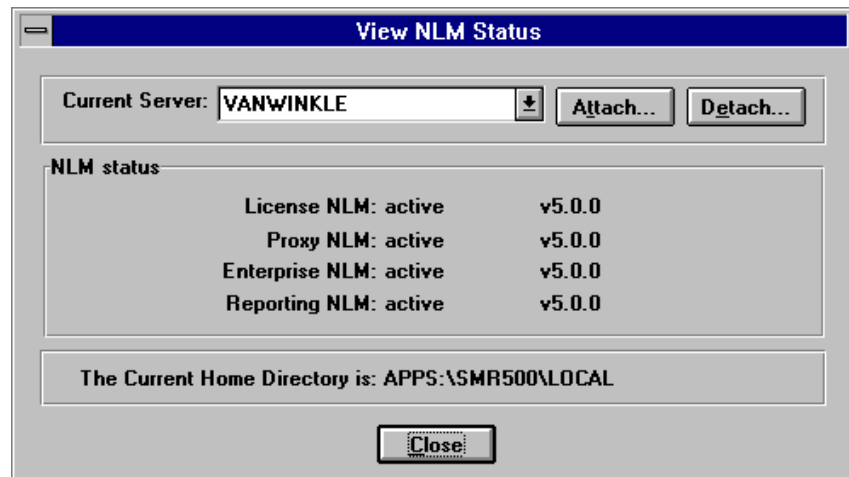 View NLM Status
Current Server: VANWINKLE Attach... Detach...
NLM status
License NLM: active v5.0.0
Proxy NLM: active v5.0.0
Enterprise NLM: active v5.0.0
Reporting NLM: active v5.0.0
The Current Home Directory is: APPS:\SMR500\LOCAL
Close